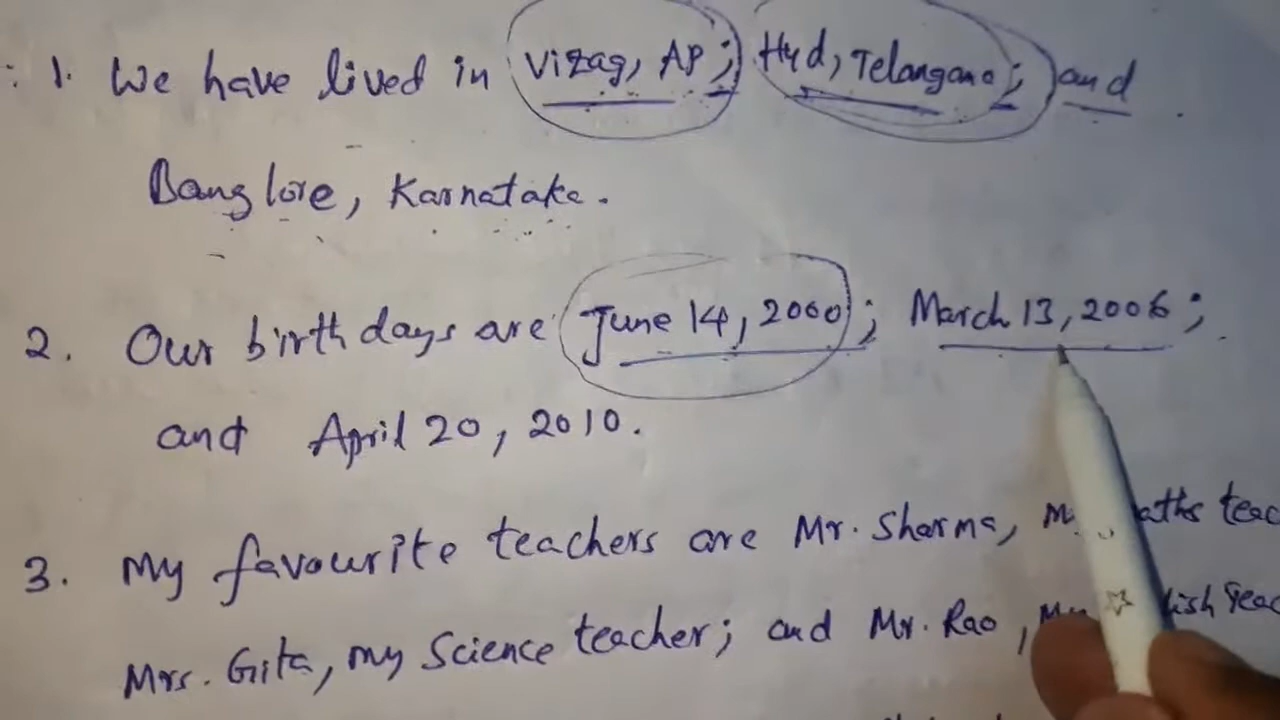 1. We have lived in Vizag, AP; Hyd, Telangana; and
Banglore, Karnataka.
2. Our birthdays are June 14, 2000; March 13, 2006;
and April 20, 2010.
3. My favourite teachers are Mr. Sharma,
Mrs. Gita, my Science teacher; and Mr. Rao,